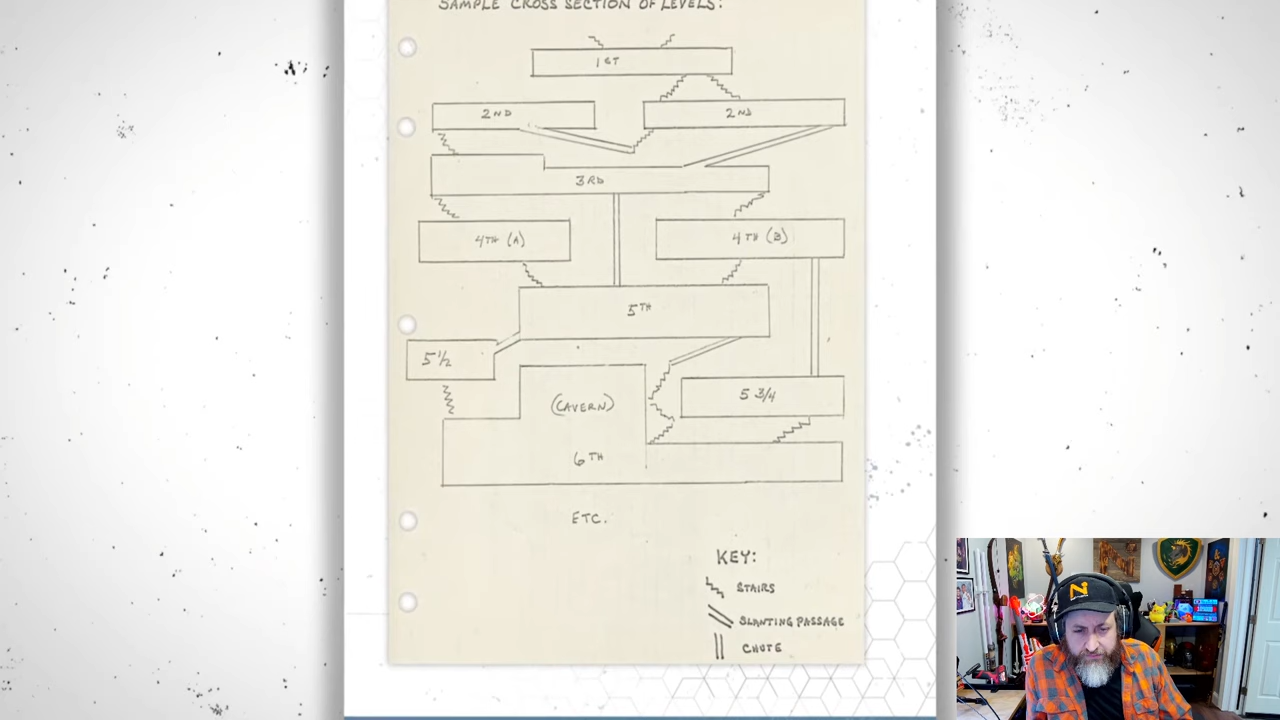 SAMPLE CROSS SECTION OF LEVELS:
1ST
2ND 2ND
3RD
4TH (A) 4TH (B)
5TH
5 1/2
5 3/4
(CAVERN)
6TH
ETC.
KEY:
STAIRS
SLANTING PASSAGE
CHUTE
N